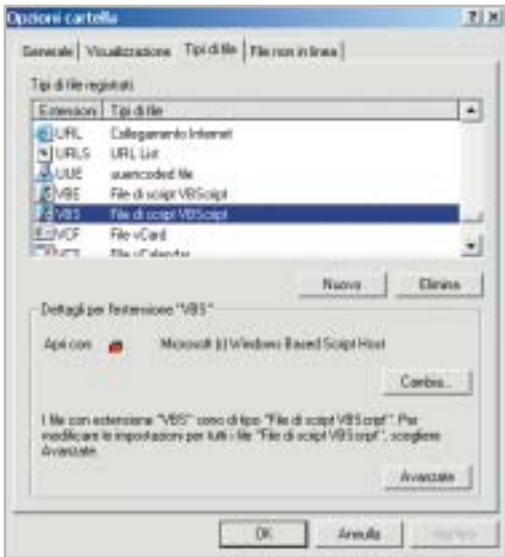 Opzioni cartella
Generale Visualizzazione Tipi di file File non in linea
Tipi di file registrati:
Estensioni Tipi di file
URL Collegamento Internet
URLS URL List
UUE uuencoded file
VBE File di script VBScript
VBS File di script VBScript
VCF File vCard
VCS File vCalendar
Nuovo Elimina
Dettagli per l'estensione "VBS"
Apri con: Microsoft (r) Windows Based Script Host
Cambia...
I file con estensione "VBS" sono di tipo "File di script VBScript". Per
modificare le impostazioni per tutti i file "File di script VBScript", scegliere
Avanzate.
Avanzate
OK Annulla